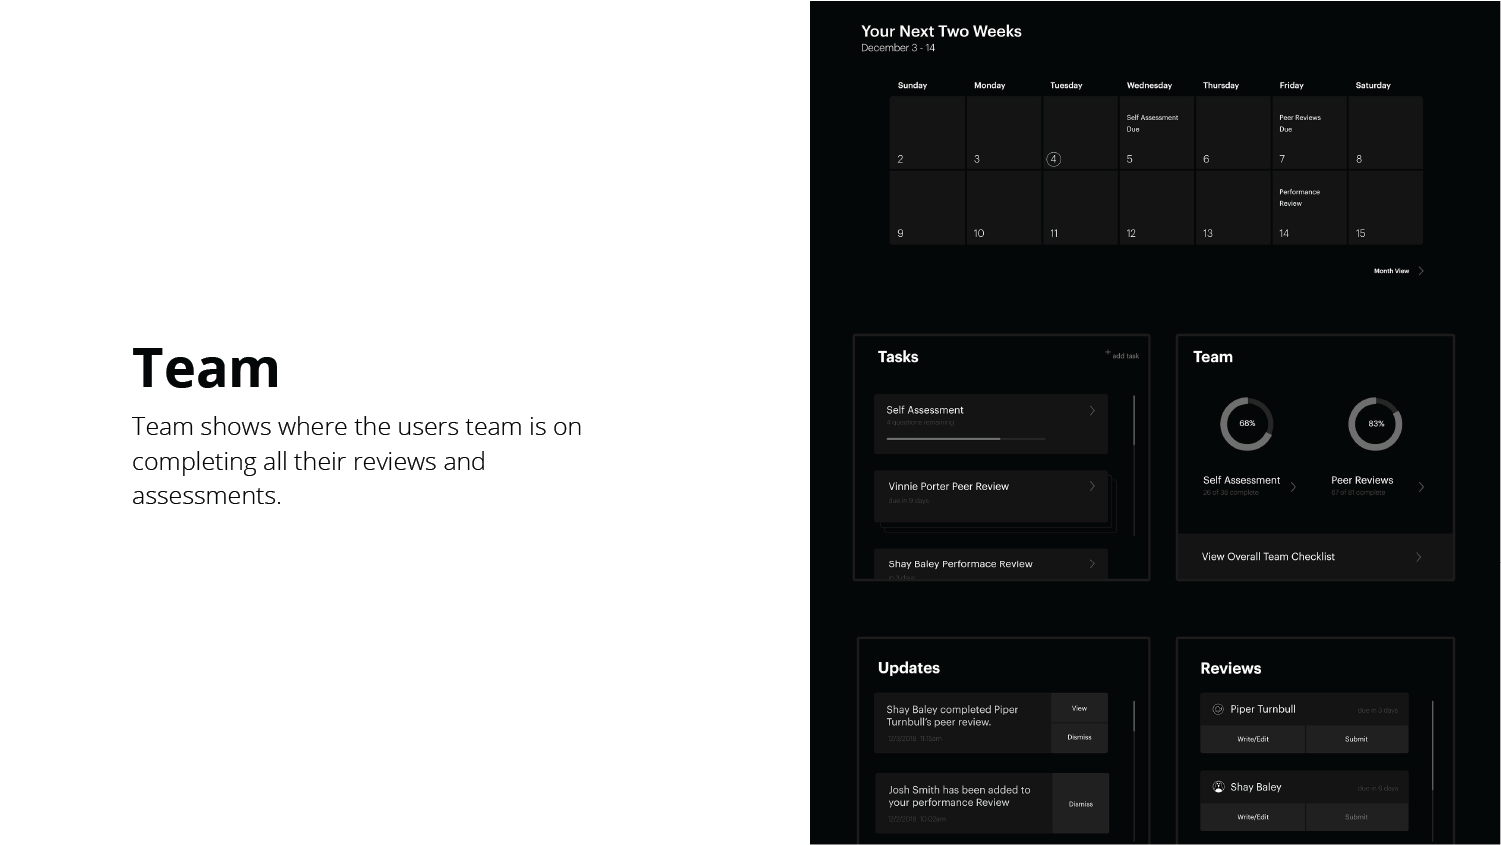 Team
Team shows where the users team is on
completing all their reviews and
assessments.
Your Next Two Weeks
December 3 - 14
Sunday Monday Tuesday Wednesday Thursday Friday Saturday
Self Assessment
Due
Peer Reviews
Due
2 3 4 5 6 7 8
Performance
Review
9 10 11 12 13 14 15
Month View
Tasks
+ add task
Self Assessment
4 questions remaining
Vinnie Porter Peer Review
due in 9 days
Shay Baley Performace Review
in 3 days
Team
68%
83%
Self Assessment
26 of 38 complete
Peer Reviews
67 of 81 complete
View Overall Team Checklist
Updates
Shay Baley completed Piper
Turnbull's peer review.
12/2/2018 11:15am
View
Dismiss
Josh Smith has been added to
your performance Review
12/2/2018 10:02am
Dismiss
Reviews
Piper Turnbull
due in 3 days
Write/Edit
Submit
Shay Baley
due in 6 days
Write/Edit
Submit